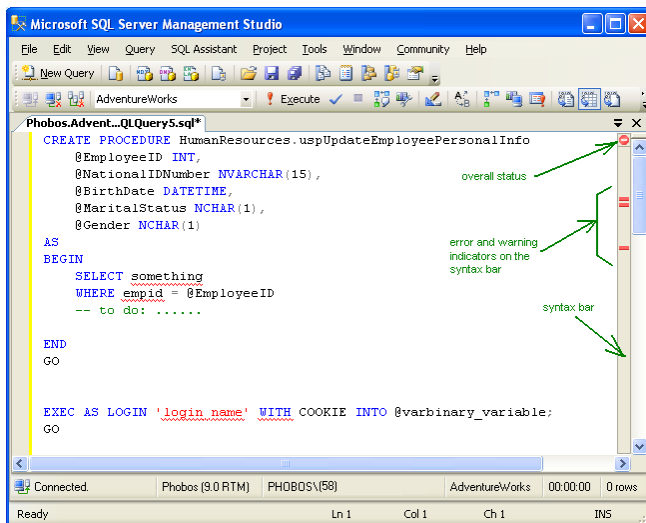 Microsoft SQL Server Management Studio
File Edit View Query SQL Assistant Project Tools Window Community Help
New Query
AdventureWorks Execute
Phobos.Advent...QLQuery5.sql*
CREATE PROCEDURE HumanResources.uspUpdateEmployeePersonalInfo
@EmployeeID INT,
overall status
@NationalIDNumber NVARCHAR(15),
@BirthDate DATETIME,
@MaritalStatus NCHAR(1),
@Gender NCHAR(1)
AS
error and warning
indicators on the
syntax bar
BEGIN
SELECT something
WHERE empid = @EmployeeID
-- to do: ......
syntax bar
END
GO
EXEC AS LOGIN 'login name' WITH COOKIE INTO @varbinary_variable;
GO
Connected. Phobos (9.0 RTM) PHOBOS\(58) AdventureWorks 00:00:00 0 rows
Ready Ln 1 Col 1 Ch 1 INS